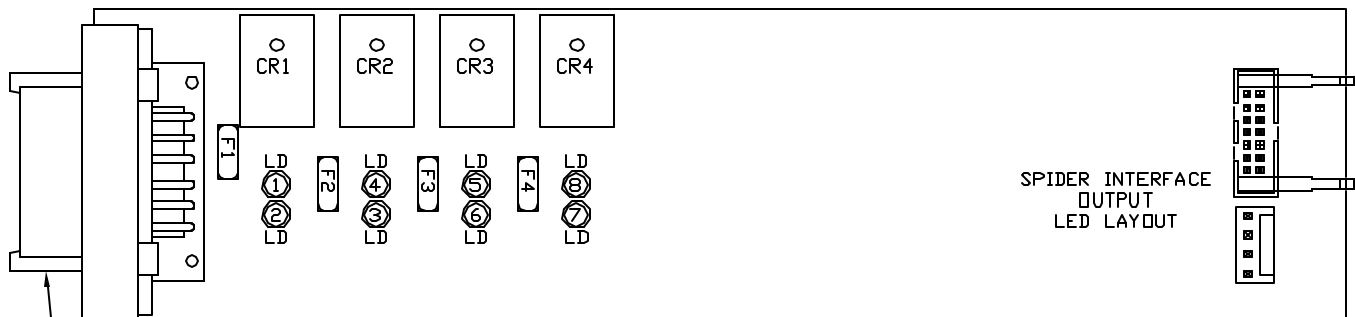 CR1 CR2 CR3 CR4
F1
LD LD LD LD
F2 F3 F4
1 4 5 8
2 3 6 7
LD LD LD LD
SPIDER INTERFACE
OUTPUT
LED LAYOUT